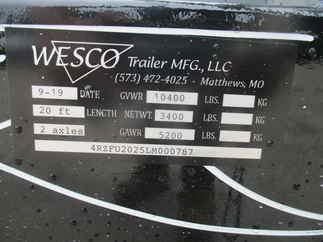 WESCO Trailer MFG., LLC
(573) 472-4025 - Matthews, MO
9-19 DATE GVWR 10400 LBS. KG
20 ft LENGTH NETWT. 3400 LBS. KG
2 axles GAWR 5200 LBS. KG
4RZFU2025LM000787